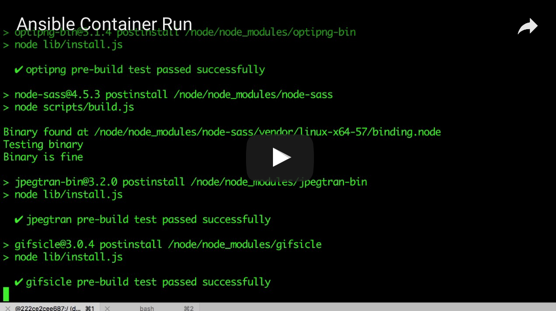 Ansible Container Run
> optipng-bin@3.1.4 postinstall /node/node_modules/optipng-bin
> node lib/install.js
✔ optipng pre-build test passed successfully
> node-sass@4.5.3 postinstall /node/node_modules/node-sass
> node scripts/build.js
Binary found at /node/node_modules/node-sass/vendor/linux-x64-57/binding.node
Testing binary
Binary is fine
> jpegtran-bin@3.2.0 postinstall /node/node_modules/jpegtran-bin
> node lib/install.js
✔ jpegtran pre-build test passed successfully
> gifsicle@3.0.4 postinstall /node/node_modules/gifsicle
> node lib/install.js
✔ gifsicle pre-build test passed successfully
@222ce2cee687:/ (d... ⌘1 bash ⌘2